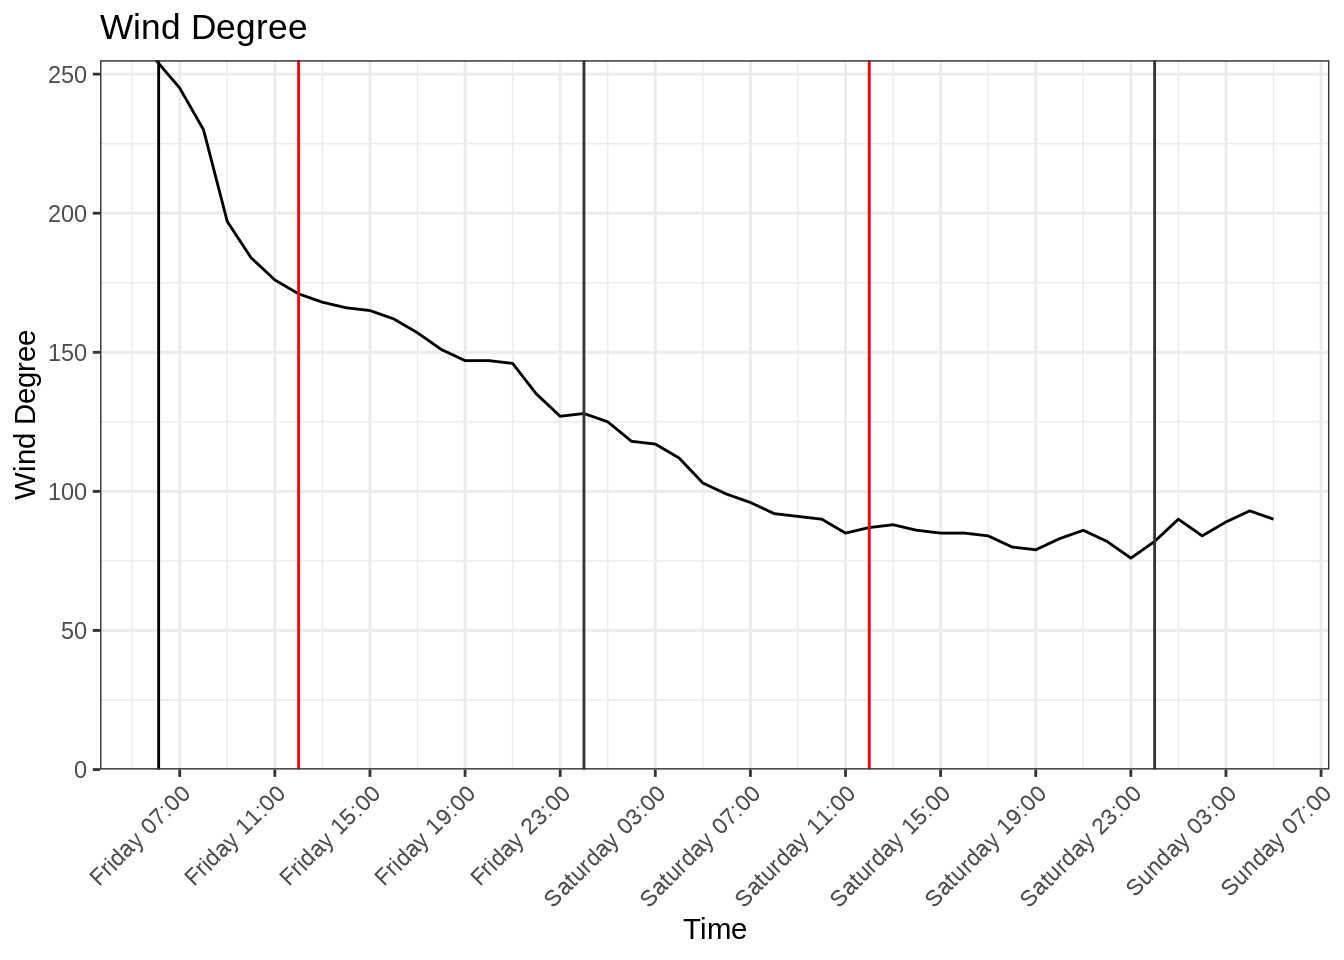 Wind Degree
Wind Degree
250
200
150
100
50
0
Friday 07:00
Friday 11:00
Friday 15:00
Friday 19:00
Friday 23:00
Saturday 03:00
Saturday 07:00
Saturday 11:00
Saturday 15:00
Saturday 19:00
Saturday 23:00
Sunday 03:00
Sunday 07:00
Time